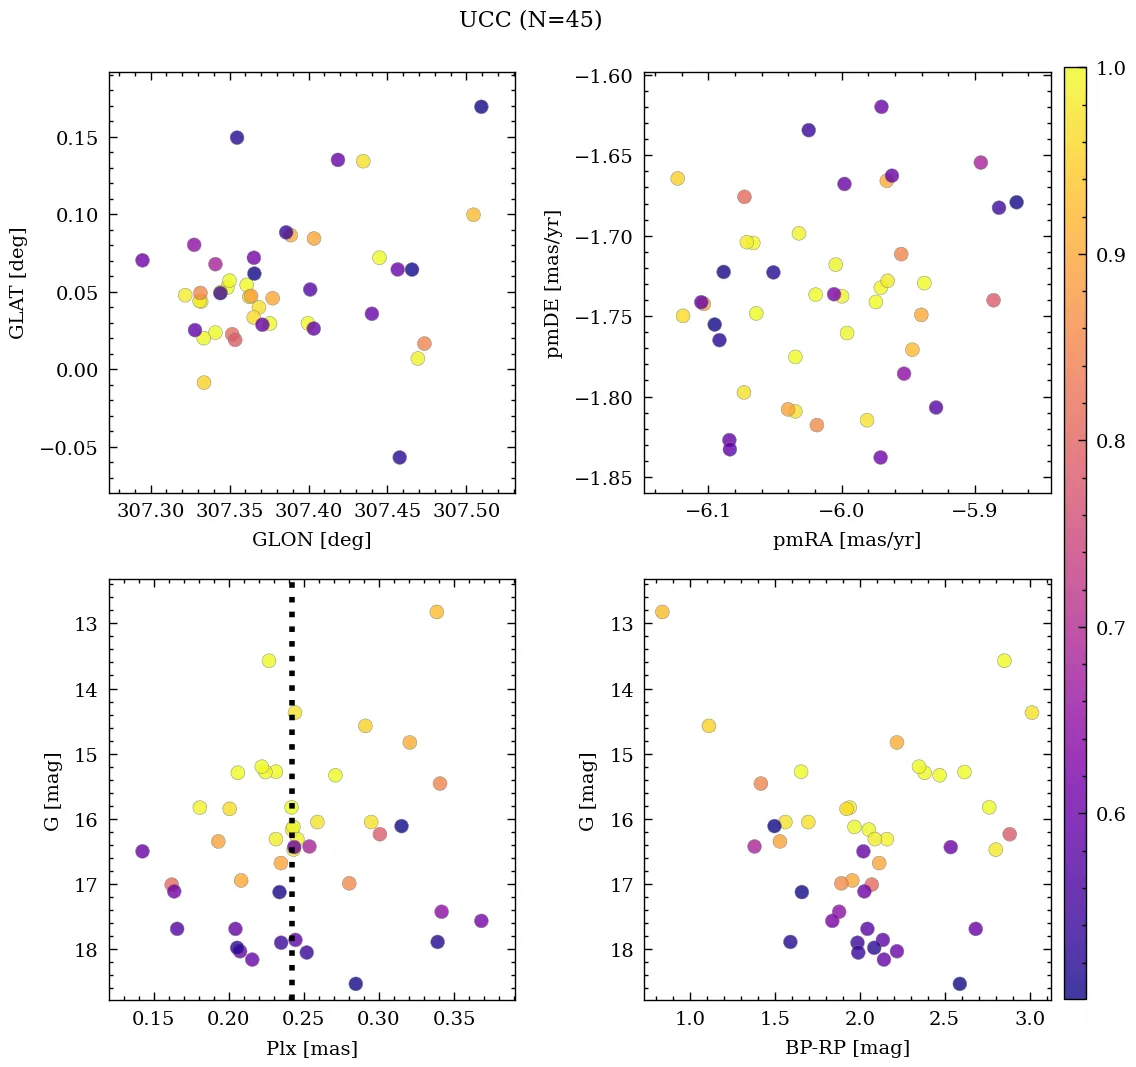 UCC (N=45)
GLAT [deg]
0.15
0.10
0.05
0.00
−0.05
307.30 307.35 307.40 307.45 307.50
GLON [deg]
pmDE [mas/yr]
−1.60
−1.65
−1.70
−1.75
−1.80
−1.85
−6.1 −6.0 −5.9
pmRA [mas/yr]
G [mag]
13
14
15
16
17
18
0.15 0.20 0.25 0.30 0.35
Plx [mas]
G [mag]
13
14
15
16
17
18
1.0 1.5 2.0 2.5 3.0
BP-RP [mag]
1.0
0.9
0.8
0.7
0.6